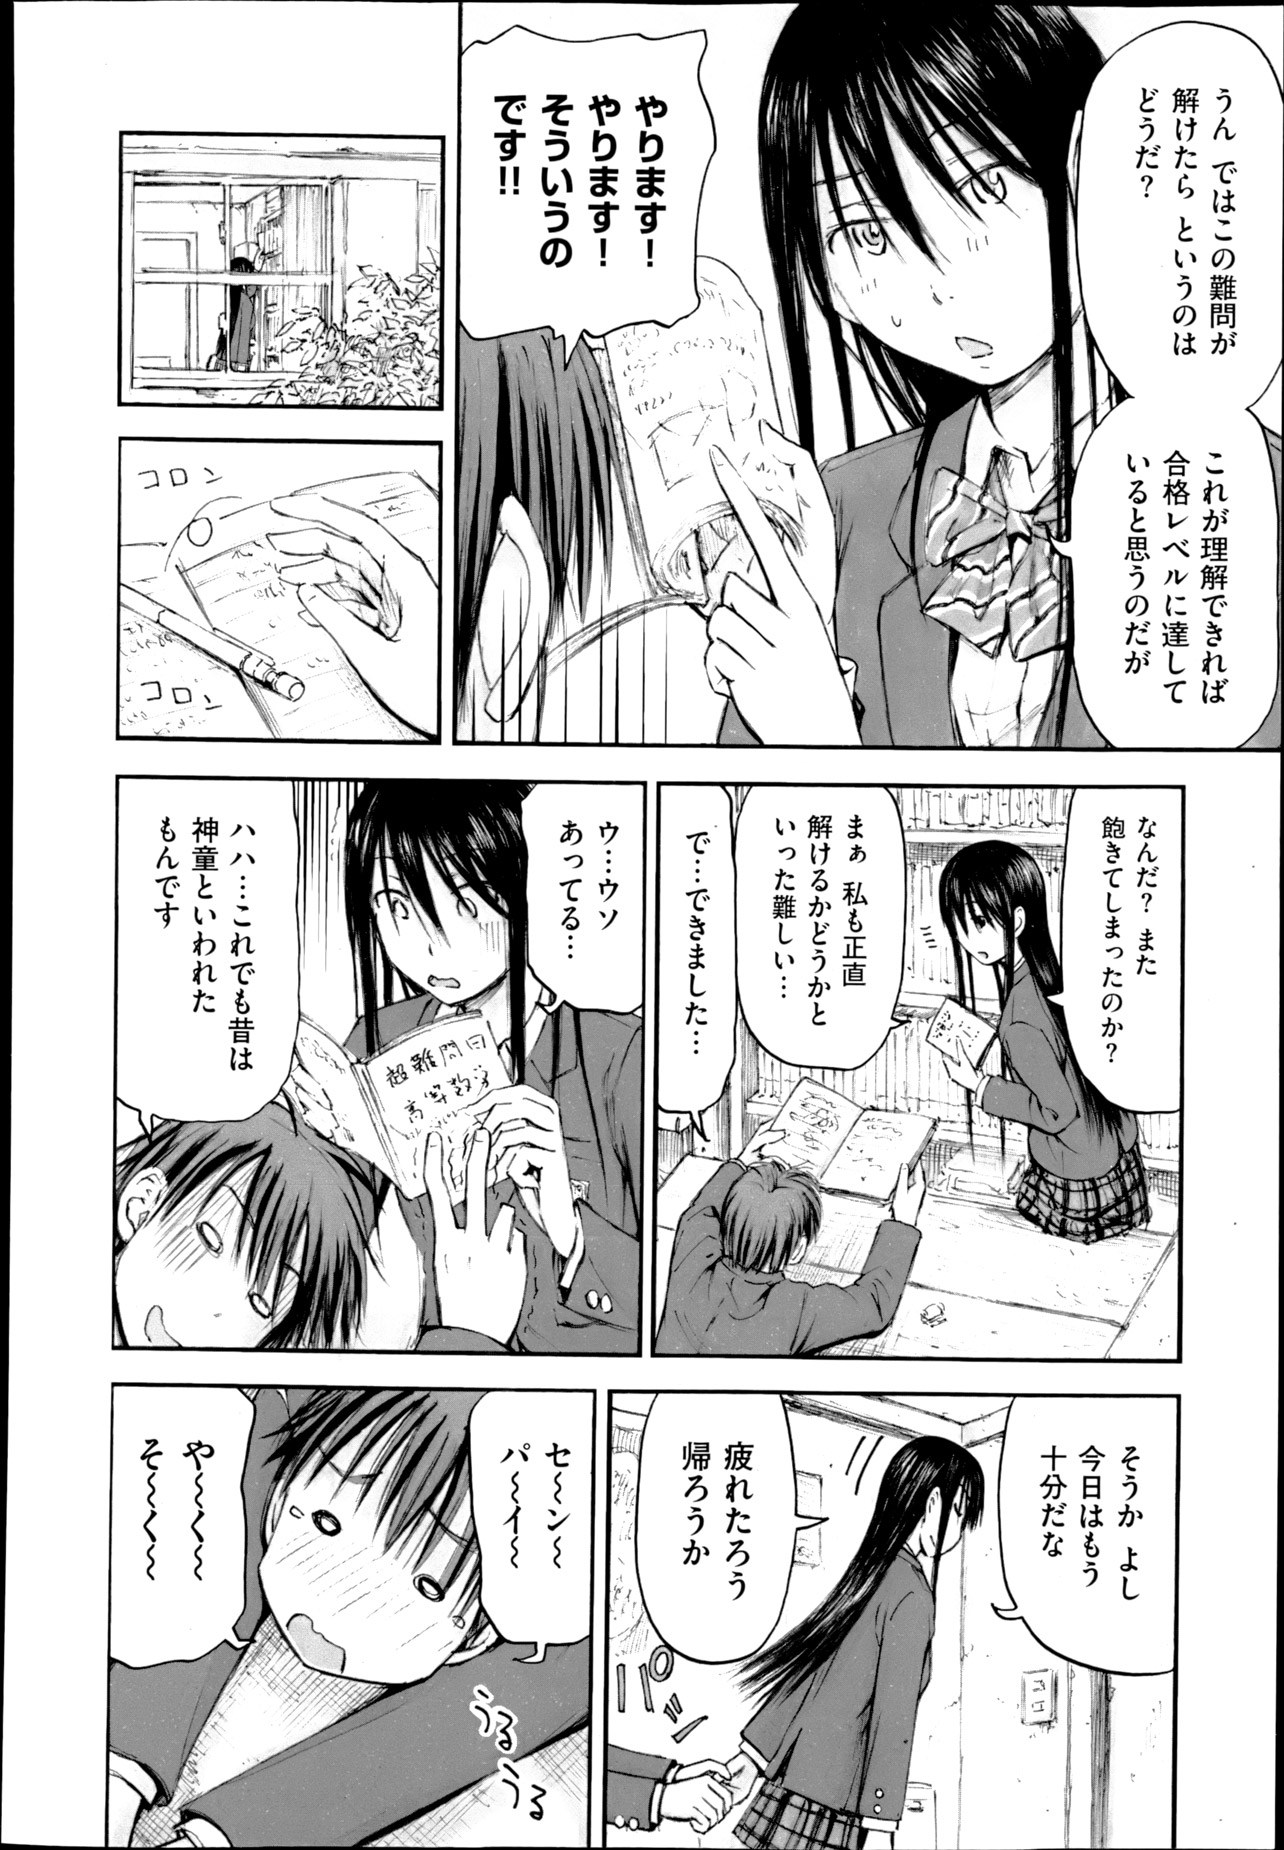 うん ではこの難問が
解けたら というのは
どうだ?
これが理解できれば
合格レベルに達して
いると思うのだが
やります!
やります!
そういうの
です!!
コロン
コロン
なんだ? また
飽きてしまったのか?
まぁ 私も正直
解けるかどうかと
いった難しい…
で…できました…
ウ…ウソ
あってる…
超難問曰
高等数学
ハハ…これでも昔は
神童といわれた
もんです
そうか よし
今日はもう
十分だな
疲れたろう
帰ろうか
パシッ
セ〜ン〜
パ〜イ〜
や〜く〜
そ〜く〜
うるうる